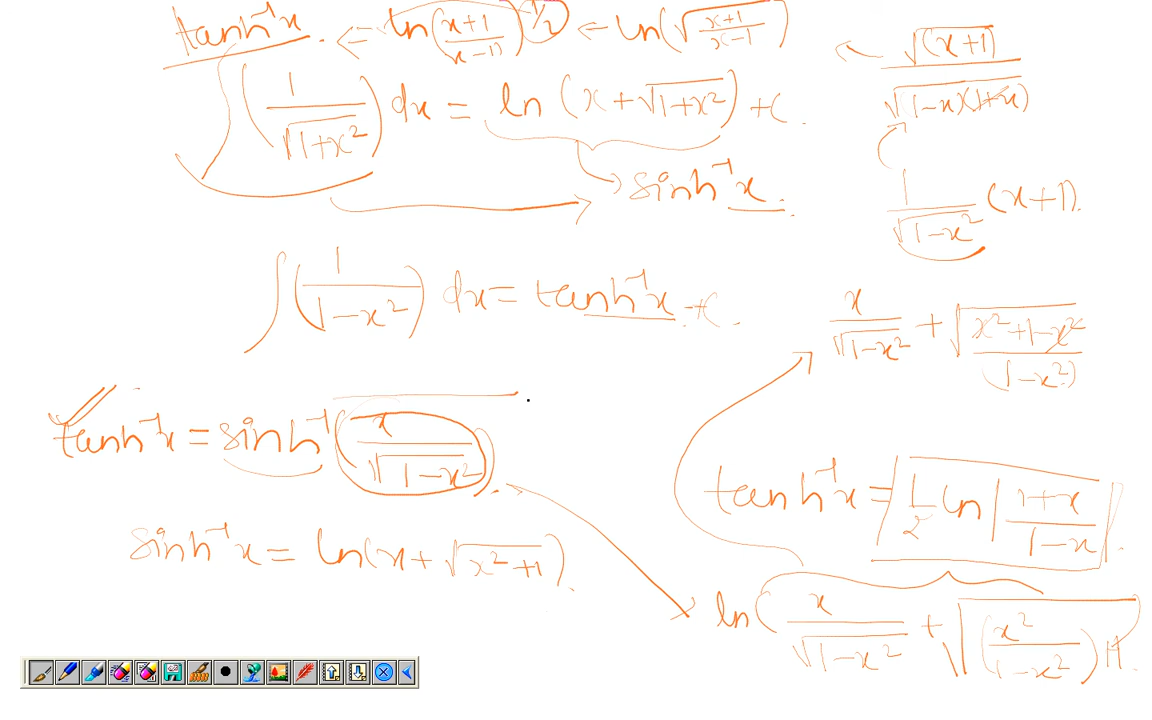 tanh⁻¹x. ⇐ ln((x+1)/(x−1))^(1/2) ⇐ ln(√((x+1)/(x−1))) ← √(x+1)/√((1−x)(1+x))
∫(1/√(1+x²)) dx = ln(x+√(1+x²)) + C.
→ sinh⁻¹x.
1/√(1−x²) (x+1).
∫(1/(1−x²)) dx = tanh⁻¹x + C.
x/√(1−x²) + √((x²+1−x²)/(1−x²))
tanh⁻¹x = sinh⁻¹(x/√(1−x²)).
tanh⁻¹x = 1/2 ln|(1+x)/(1−x)|.
sinh⁻¹x = ln(x+√(x²+1)).
ln(x/√(1−x²) + √((x²/(1−x²))+1)).